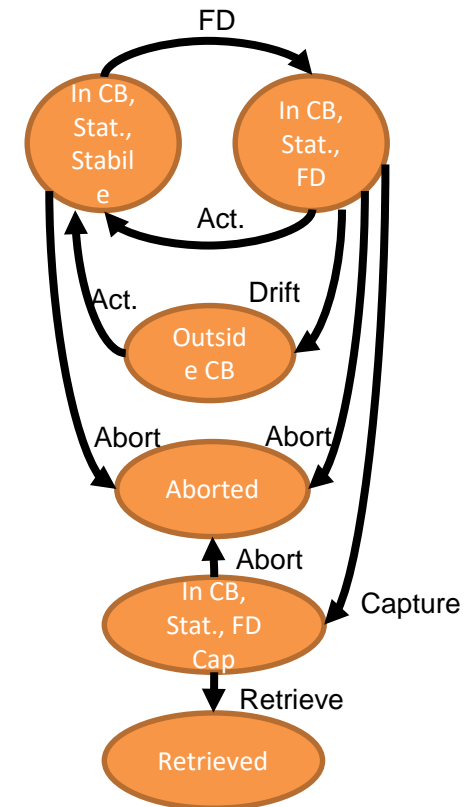 FD
In CB,
Stat.,
Stabil
e
In CB,
Stat.,
FD
Act.
Act.
Drift
Outsid
e CB
Abort
Abort
Aborted
Abort
In CB,
Stat., FD
Cap
Capture
Retrieve
Retrieved